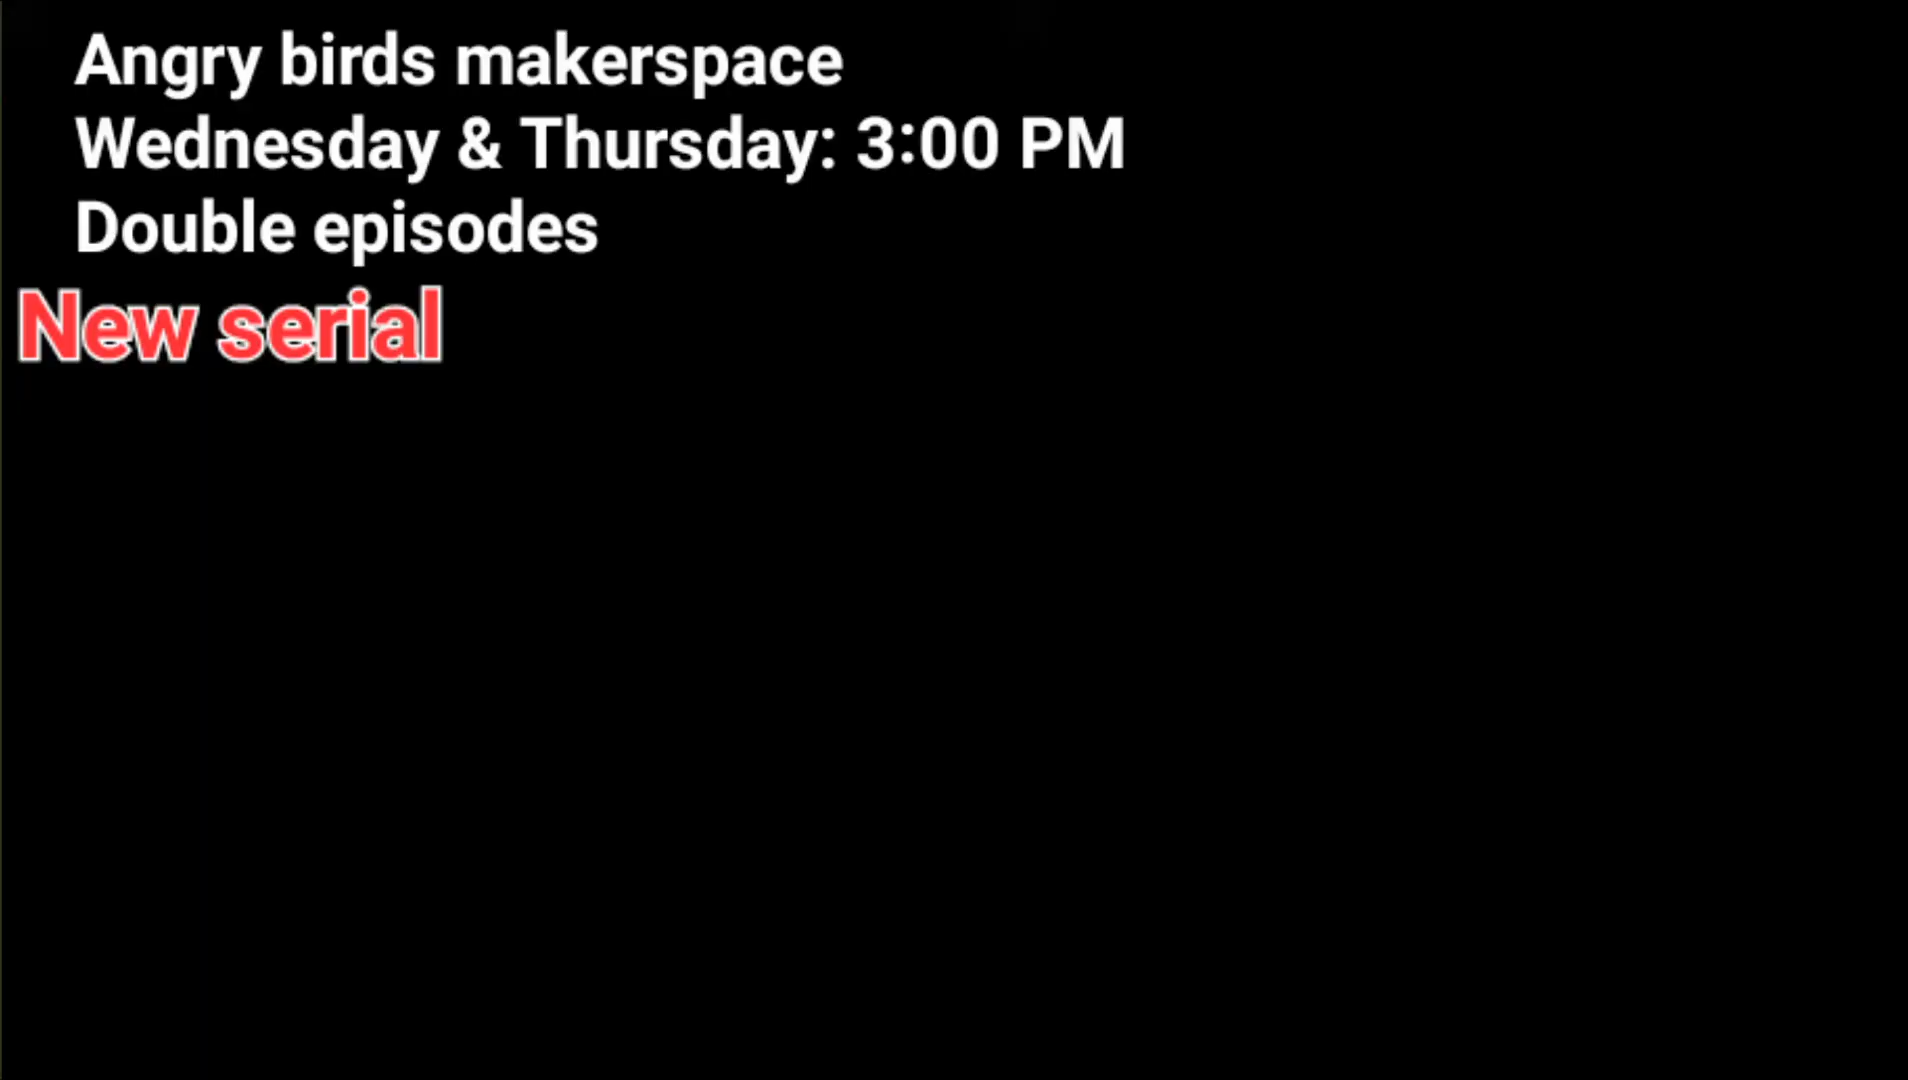 Angry birds makerspace
Wednesday & Thursday: 3:00 PM
Double episodes
New serial